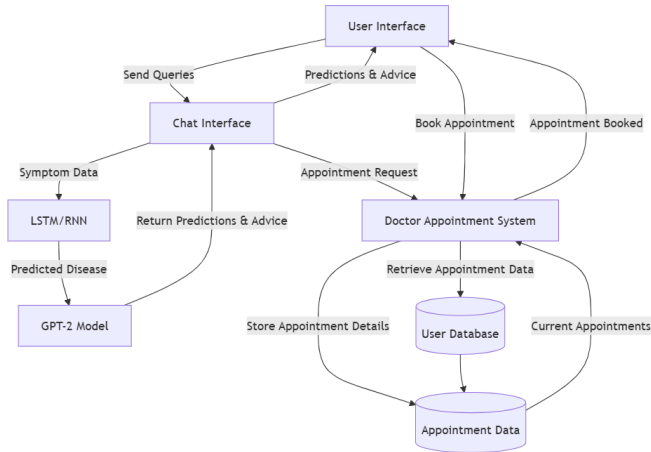 User Interface
Send Queries
Predictions & Advice
Chat Interface
Book Appointment
Appointment Booked
Symptom Data
Appointment Request
LSTM/RNN
Return Predictions & Advice
Doctor Appointment System
Predicted Disease
Retrieve Appointment Data
GPT-2 Model
Store Appointment Details
User Database
Current Appointments
Appointment Data